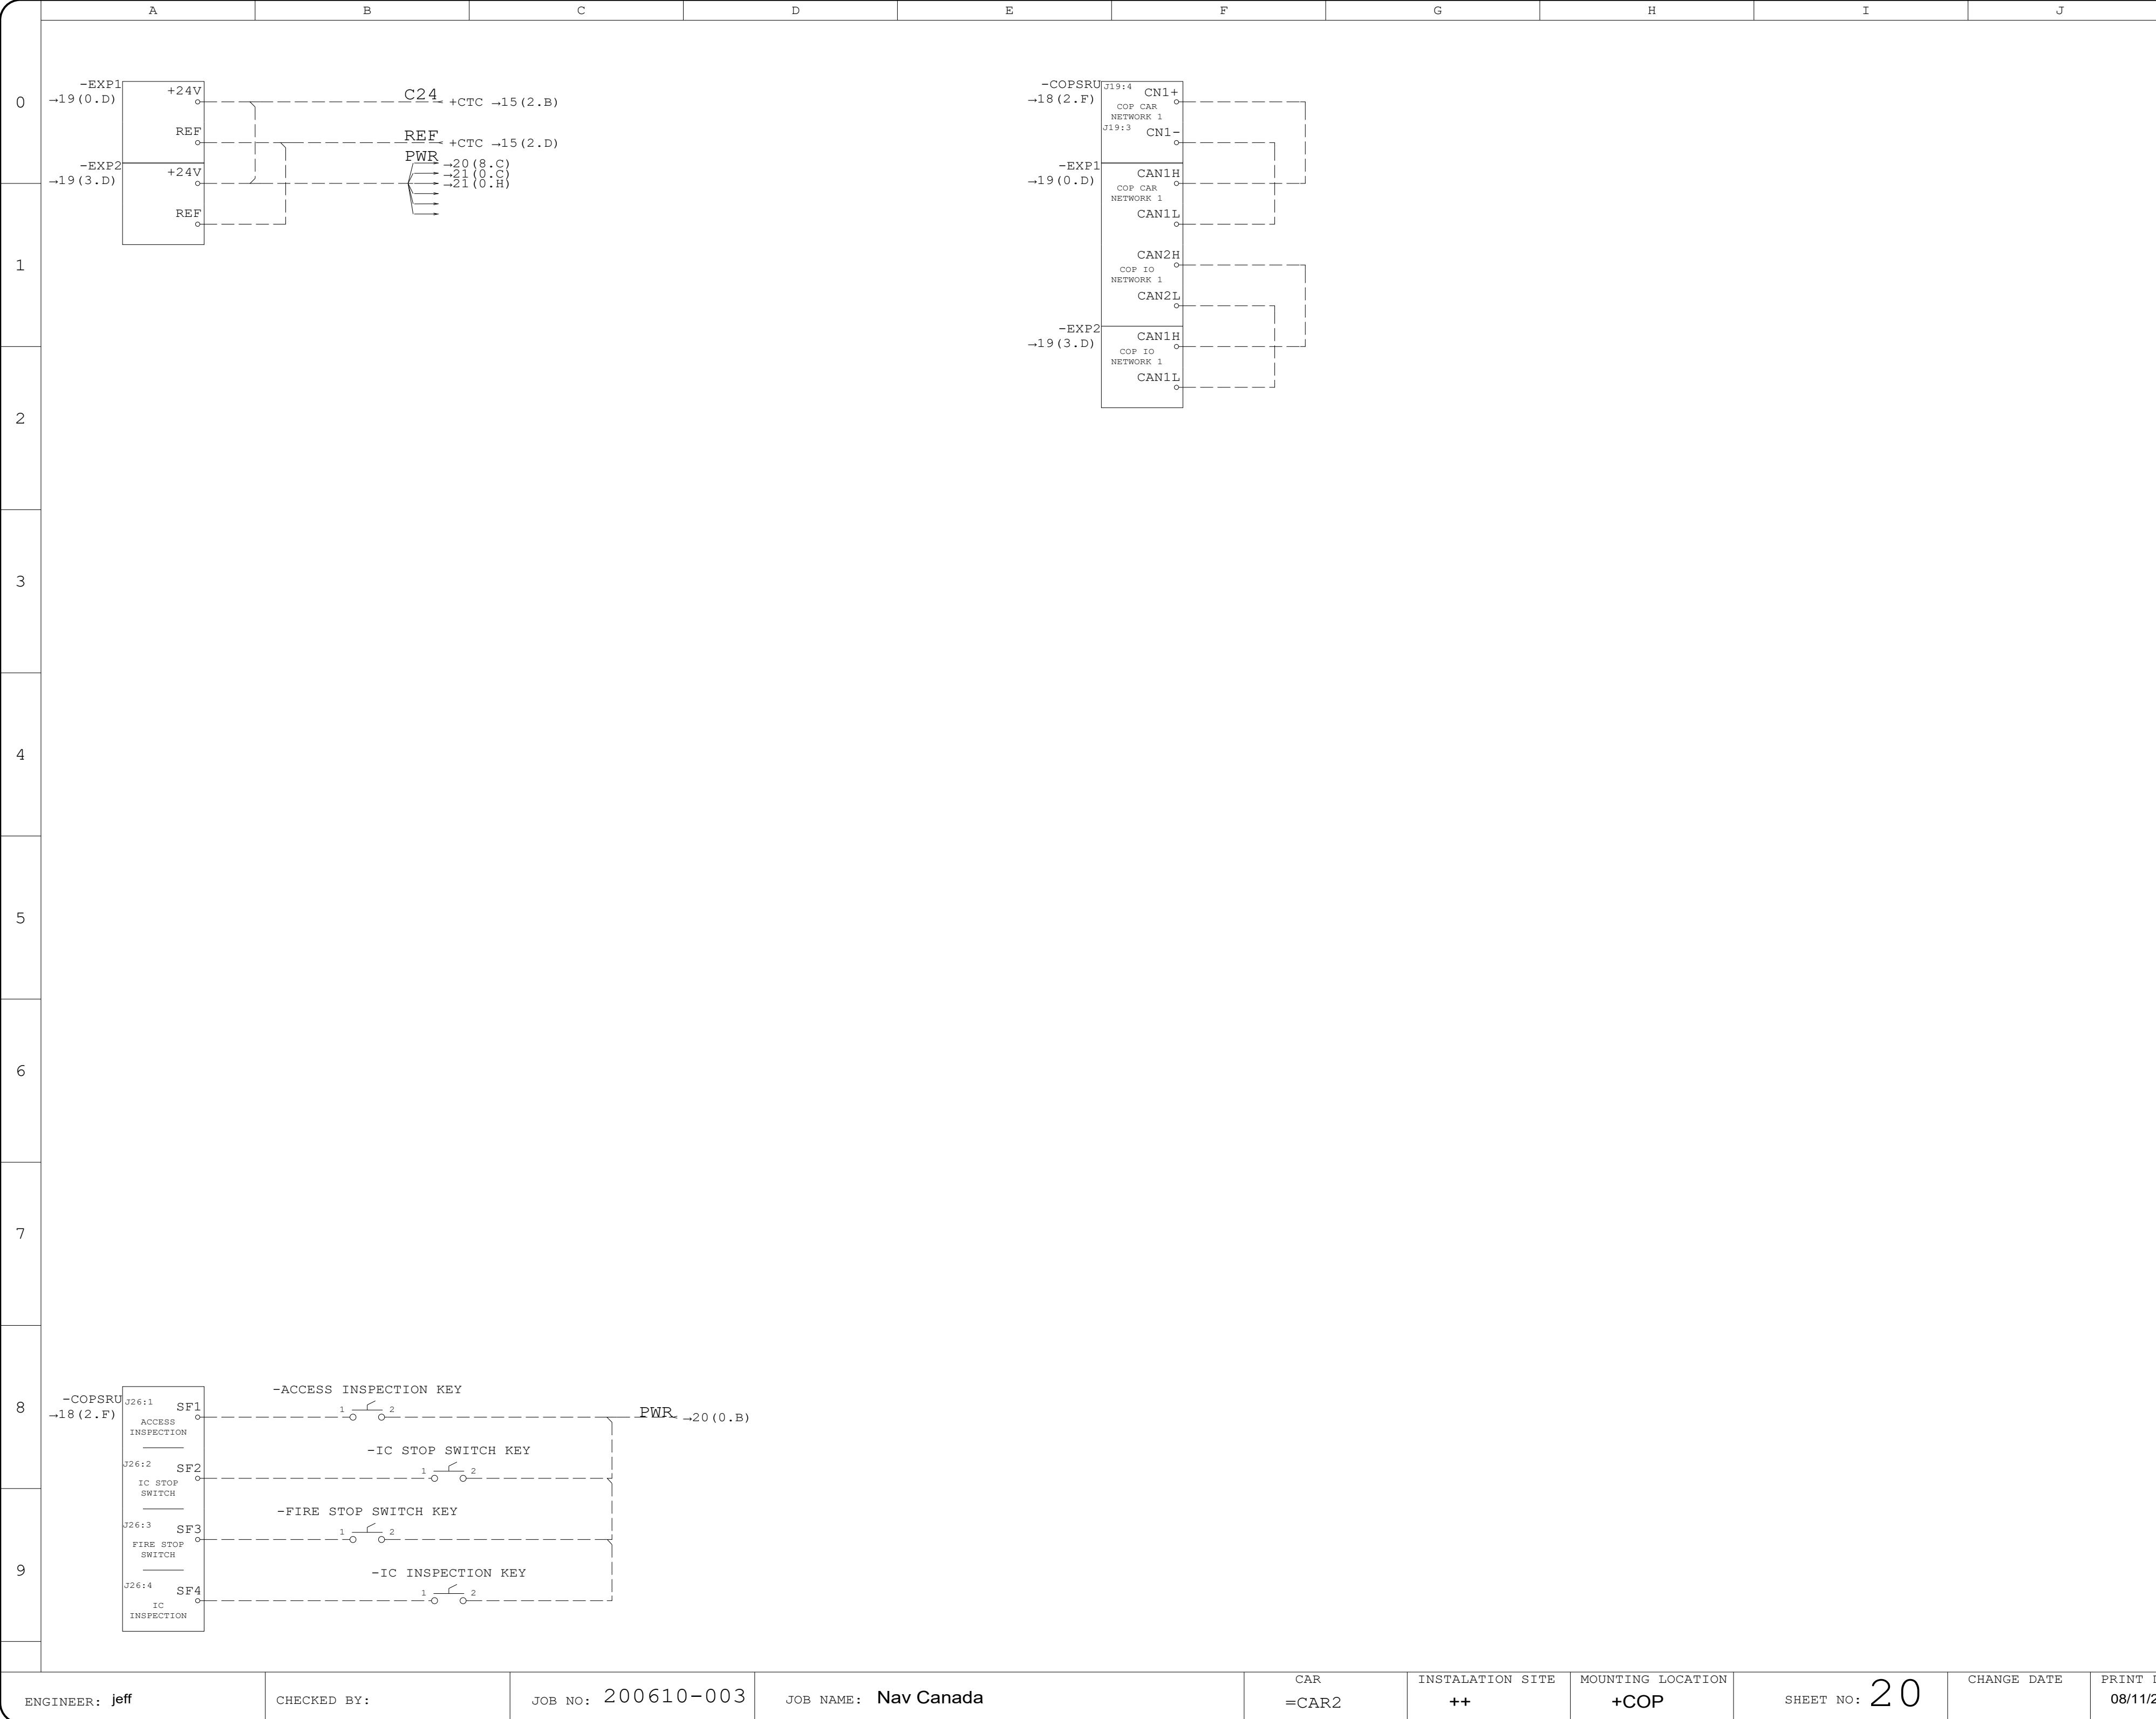 A B C D E F G H I J
0
-EXP1
→19(0.D)
+24V
C24
+CTC →15(2.B)
REF
REF
+CTC →15(2.D)
-EXP2
→19(3.D)
+24V
PWR
→20(8.C)
→21(0.C)
→21(0.H)
REF
-COPSRU
→18(2.F)
J19:4
CN1+
COP CAR
NETWORK 1
J19:3
CN1-
-EXP1
→19(0.D)
CAN1H
COP CAR
NETWORK 1
CAN1L
CAN2H
COP IO
NETWORK 1
CAN2L
-EXP2
→19(3.D)
CAN1H
COP IO
NETWORK 1
CAN1L
1
2
3
4
5
6
7
8
-COPSRU
→18(2.F)
J26:1
SF1
ACCESS
INSPECTION
-ACCESS INSPECTION KEY
1 2
PWR
→20(0.B)
J26:2
SF2
IC STOP
SWITCH
-IC STOP SWITCH KEY
1 2
J26:3
SF3
FIRE STOP
SWITCH
-FIRE STOP SWITCH KEY
1 2
9
J26:4
SF4
IC
INSPECTION
-IC INSPECTION KEY
1 2
ENGINEER: jeff
CHECKED BY:
JOB NO: 200610-003
JOB NAME: Nav Canada
CAR
=CAR2
INSTALATION SITE
++
MOUNTING LOCATION
+COP
SHEET NO: 20
CHANGE DATE
PRINT
08/11/